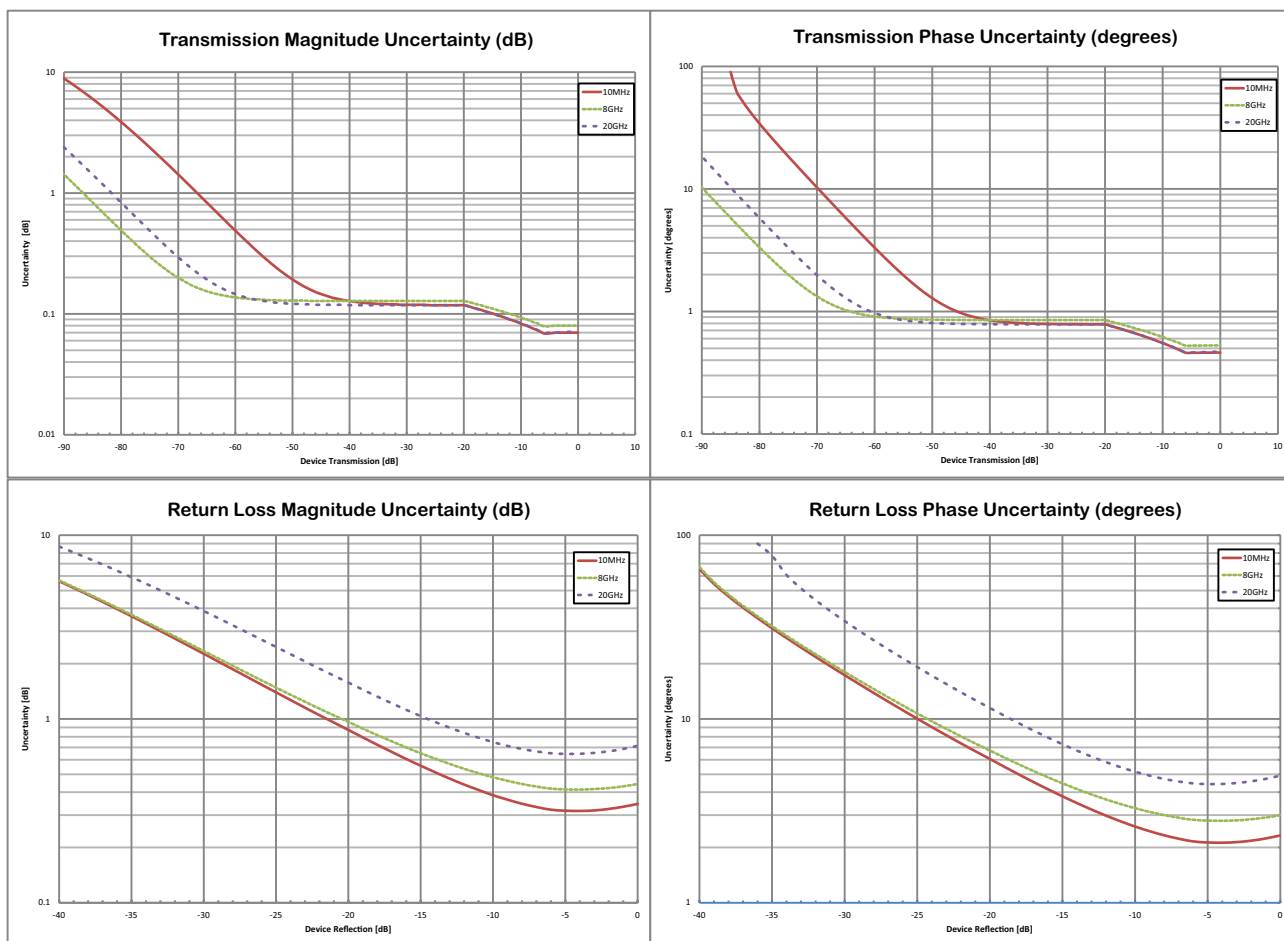 Transmission Magnitude Uncertainty (dB)
10
1
0.1
0.01
Uncertainty [dB]
-90 -80 -70 -60 -50 -40 -30 -20 -10 0 10
Device Transmission [dB]
10MHz
8GHz
20GHz
Transmission Phase Uncertainty (degrees)
100
10
1
0.1
Uncertainty [degrees]
-90 -80 -70 -60 -50 -40 -30 -20 -10 0 10
Device Transmission [dB]
10MHz
8GHz
20GHz
Return Loss Magnitude Uncertainty (dB)
10
1
0.1
Uncertainty [dB]
-40 -35 -30 -25 -20 -15 -10 -5 0
Device Reflection [dB]
10MHz
8GHz
20GHz
Return Loss Phase Uncertainty (degrees)
100
10
1
Uncertainty [degrees]
-40 -35 -30 -25 -20 -15 -10 -5 0
Device Reflection [dB]
10MHz
8GHz
20GHz